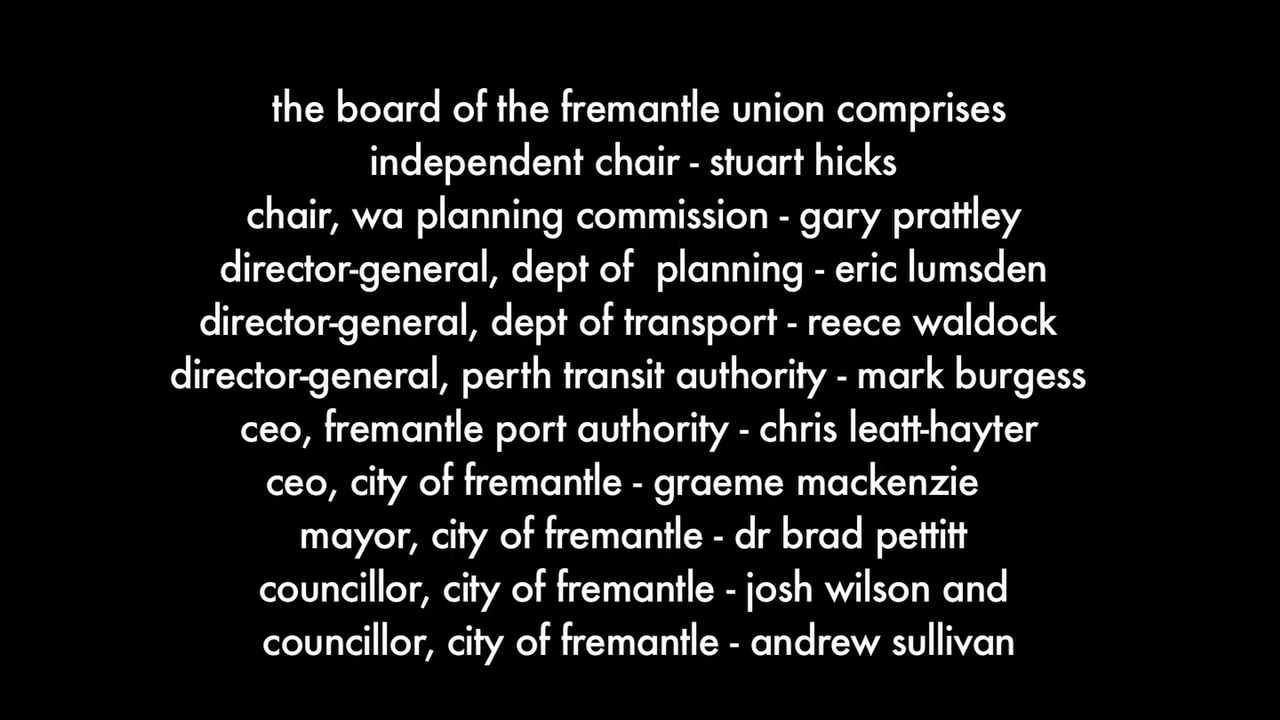 the board of the fremantle union comprises
independent chair - stuart hicks
chair, wa planning commission - gary prattley
director-general, dept of  planning - eric lumsden
director-general, dept of transport - reece waldock
director-general, perth transit authority - mark burgess
ceo, fremantle port authority - chris leatt-hayter
ceo, city of fremantle - graeme mackenzie
mayor, city of fremantle - dr brad pettitt
councillor, city of fremantle - josh wilson and
councillor, city of fremantle - andrew sullivan